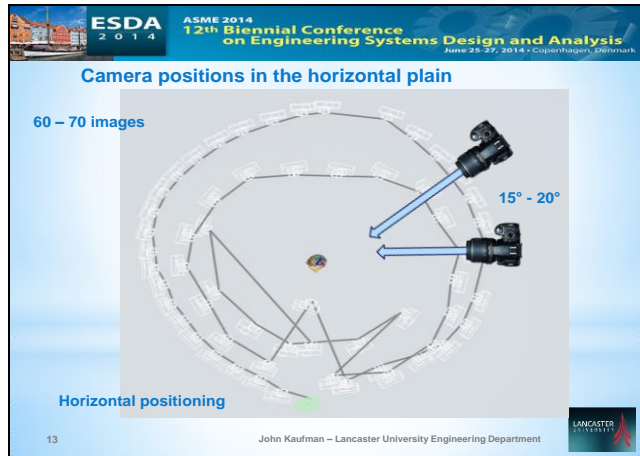 ESDA
2014
ASME 2014
12th Biennial Conference
on Engineering Systems Design and Analysis
June 25-27, 2014 • Copenhagen, Denmark
Camera positions in the horizontal plain
60 – 70 images
15° - 20°
Horizontal positioning
13
John Kaufman – Lancaster University Engineering Department
LANCASTER
UNIVERSITY